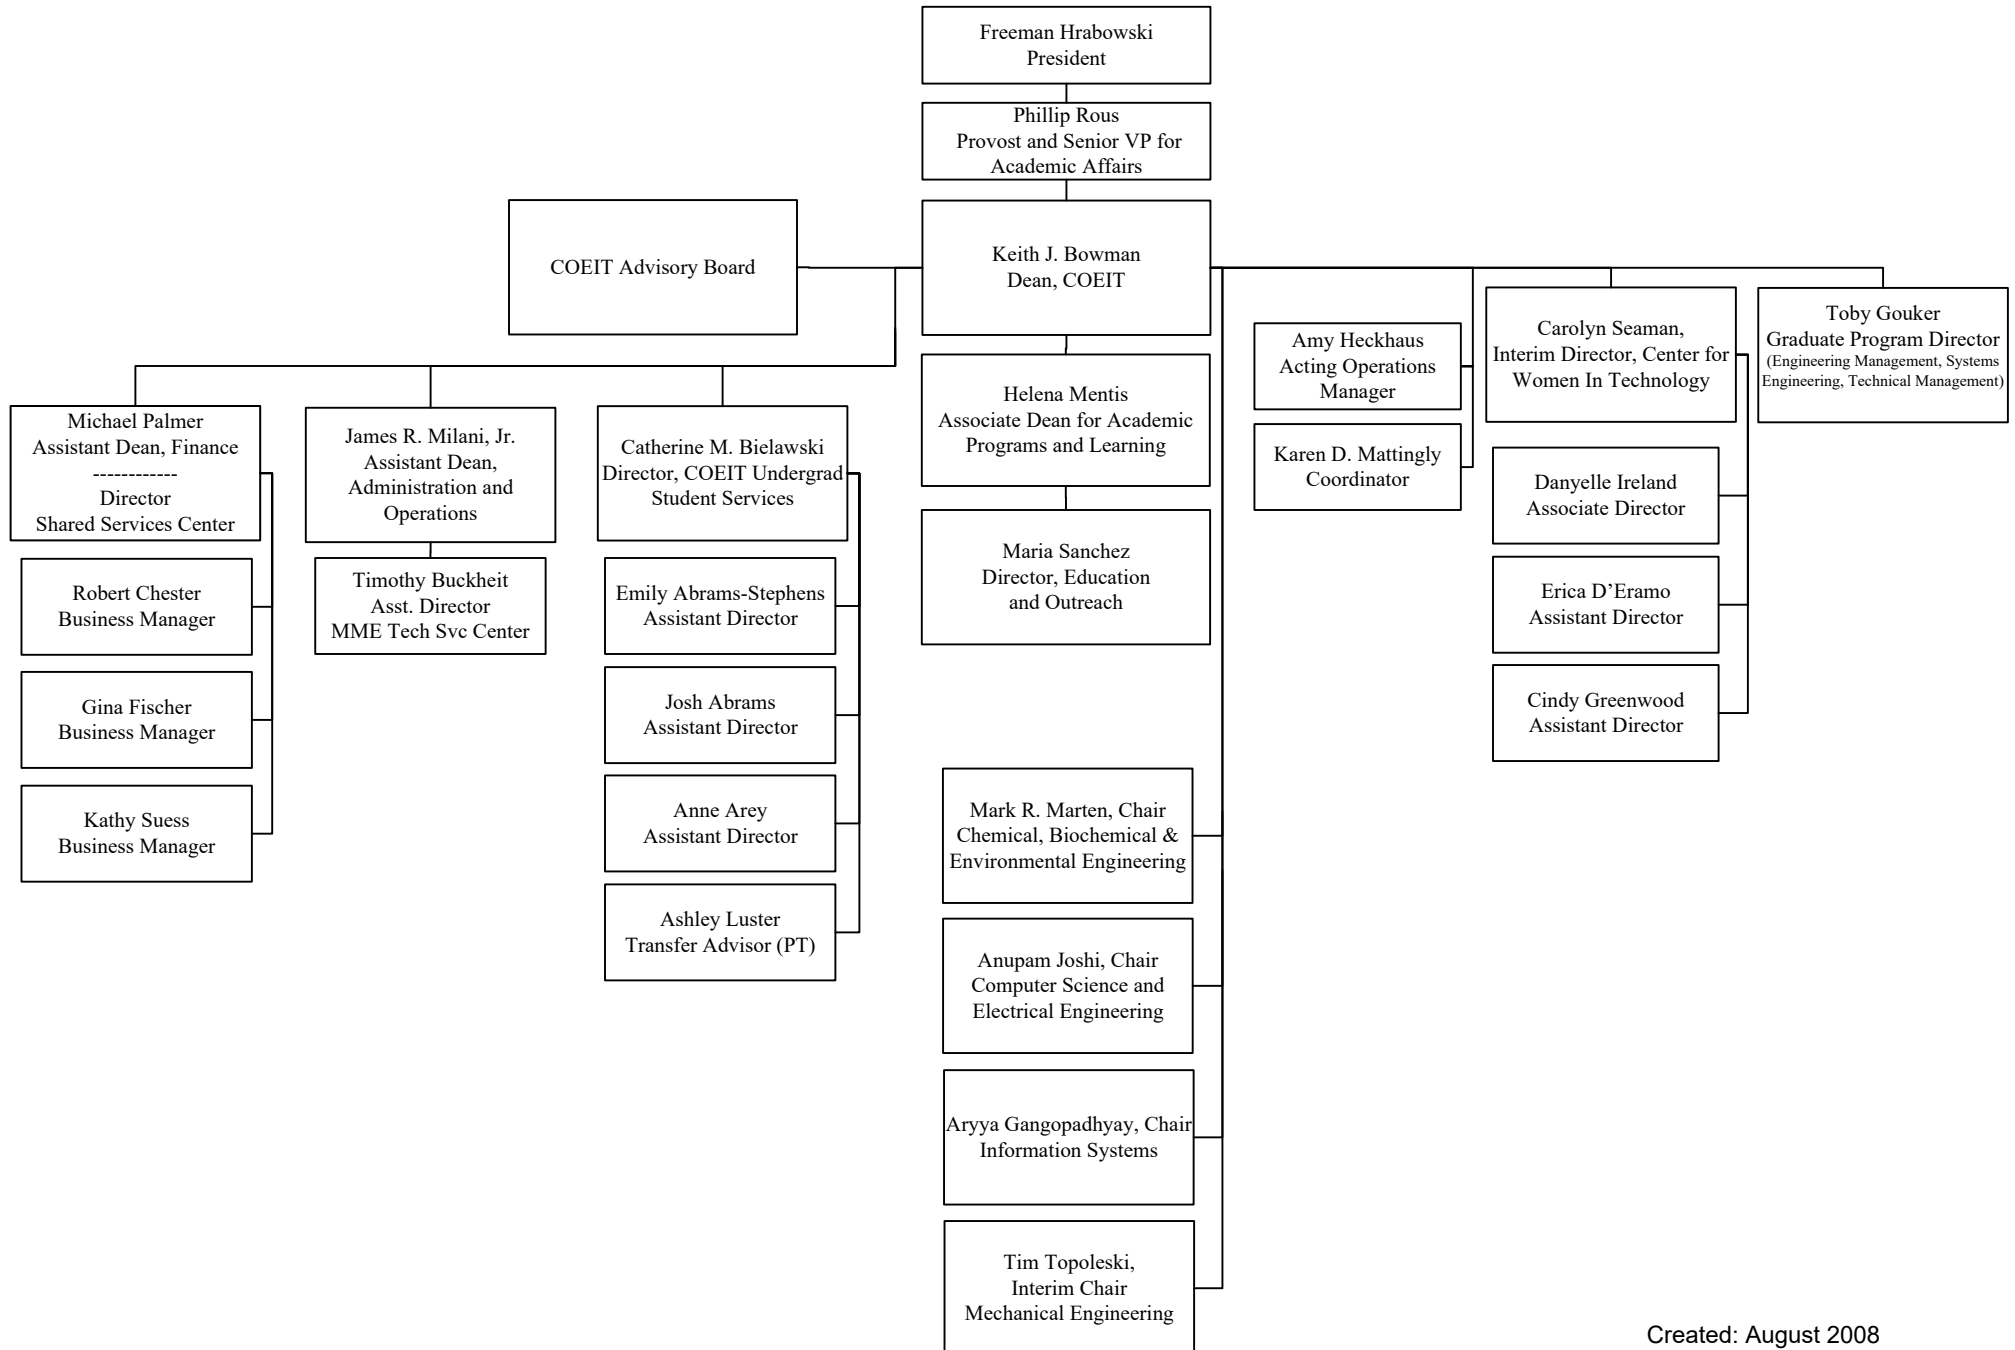 Freeman Hrabowski
President
Phillip Rous
Provost and Senior VP for
Academic Affairs
COEIT Advisory Board
Keith J. Bowman
Dean, COEIT
Michael Palmer
Assistant Dean, Finance
------------
Director
Shared Services Center
Robert Chester
Business Manager
Gina Fischer
Business Manager
Kathy Suess
Business Manager
James R. Milani, Jr.
Assistant Dean,
Administration and
Operations
Timothy Buckheit
Asst. Director
MME Tech Svc Center
Catherine M. Bielawski
Director, COEIT Undergrad
Student Services
Emily Abrams-Stephens
Assistant Director
Josh Abrams
Assistant Director
Anne Arey
Assistant Director
Ashley Luster
Transfer Advisor (PT)
Helena Mentis
Associate Dean for Academic
Programs and Learning
Maria Sanchez
Director, Education
and Outreach
Mark R. Marten, Chair
Chemical, Biochemical &
Environmental Engineering
Anupam Joshi, Chair
Computer Science and
Electrical Engineering
Aryya Gangopadhyay, Chair
Information Systems
Tim Topoleski,
Interim Chair
Mechanical Engineering
Amy Heckhaus
Acting Operations
Manager
Karen D. Mattingly
Coordinator
Carolyn Seaman,
Interim Director, Center for
Women In Technology
Danyelle Ireland
Associate Director
Erica D’Eramo
Assistant Director
Cindy Greenwood
Assistant Director
Toby Gouker
Graduate Program Director
(Engineering Management, Systems
Engineering, Technical Management)
Created: August 2008